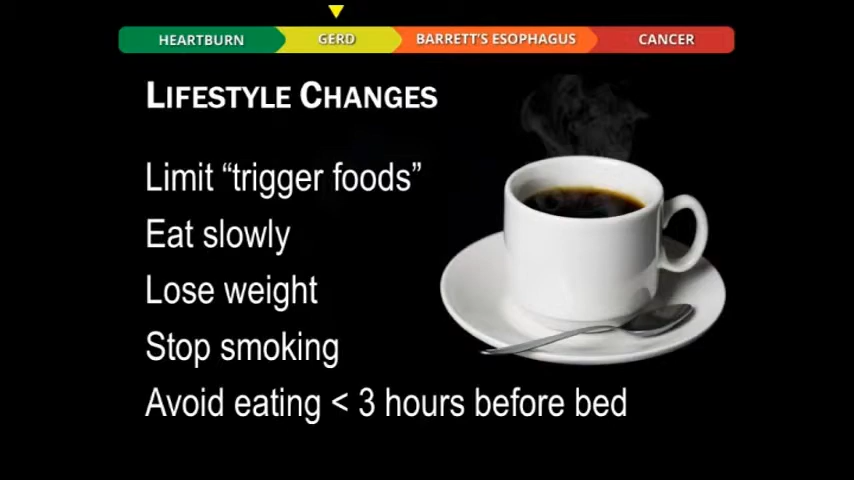 HEARTBURN GERD BARRETT'S ESOPHAGUS CANCER
LIFESTYLE CHANGES
Limit “trigger foods”
Eat slowly
Lose weight
Stop smoking
Avoid eating < 3 hours before bed